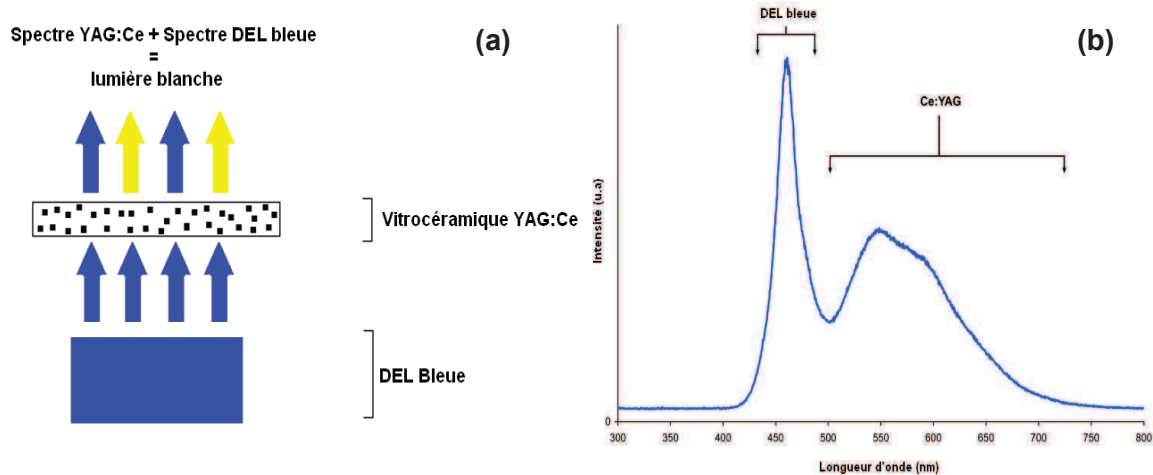 Spectre YAG:Ce + Spectre DEL bleue
=
lumière blanche
(a)
Vitrocéramique YAG:Ce
DEL Bleue
(b)
DEL bleue
Ce:YAG
Intensité (u.a)
0
300 350 400 450 500 550 600 650 700 750 800
Longueur d'onde (nm)